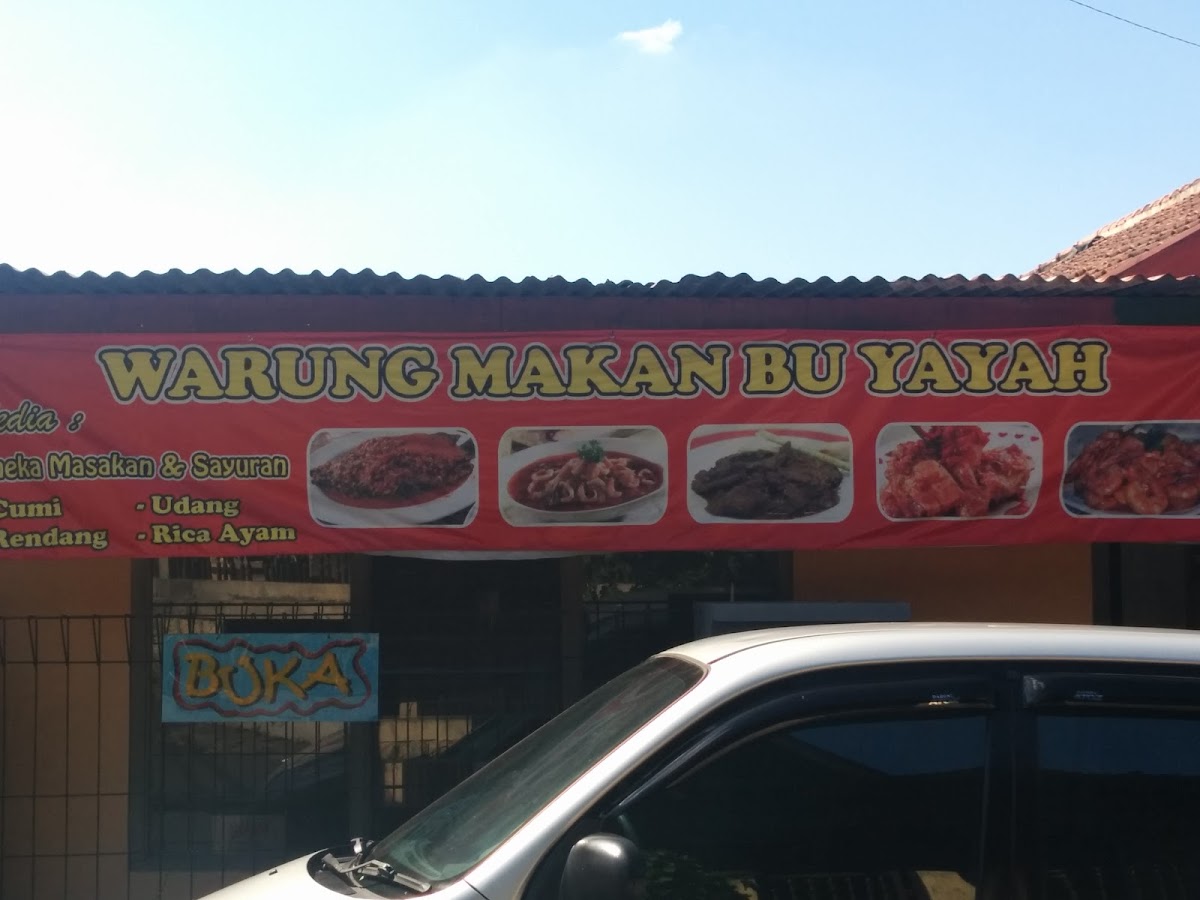 WARUNG MAKAN BU YAYAH
edia :
neka Masakan & Sayuran
Cumi - Udang
Rendang - Rica Ayam
BUKA